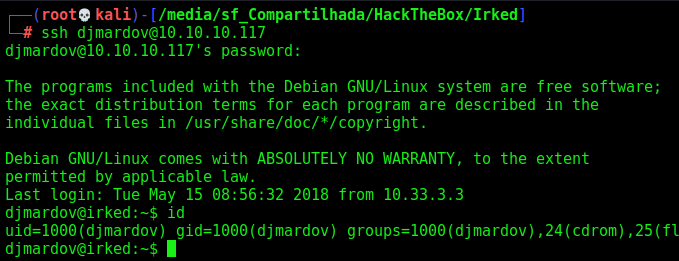 ┌──(root💀kali)-[/media/sf_Compartilhada/HackTheBox/Irked]
└─# ssh djmardov@10.10.10.117
djmardov@10.10.10.117's password:
The programs included with the Debian GNU/Linux system are free software;
the exact distribution terms for each program are described in the
individual files in /usr/share/doc/*/copyright.
Debian GNU/Linux comes with ABSOLUTELY NO WARRANTY, to the extent
permitted by applicable law.
Last login: Tue May 15 08:56:32 2018 from 10.33.3.3
djmardov@irked:~$ id
uid=1000(djmardov) gid=1000(djmardov) groups=1000(djmardov),24(cdrom),25(fl
djmardov@irked:~$